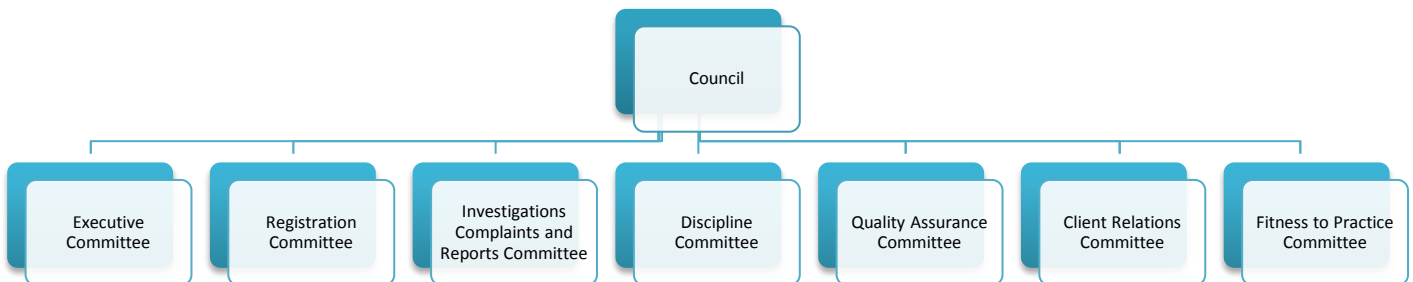 Council
Executive
Committee
Registration
Committee
Investigations
Complaints and
Reports Committee
Discipline
Committee
Quality Assurance
Committee
Client Relations
Committee
Fitness to Practice
Committee